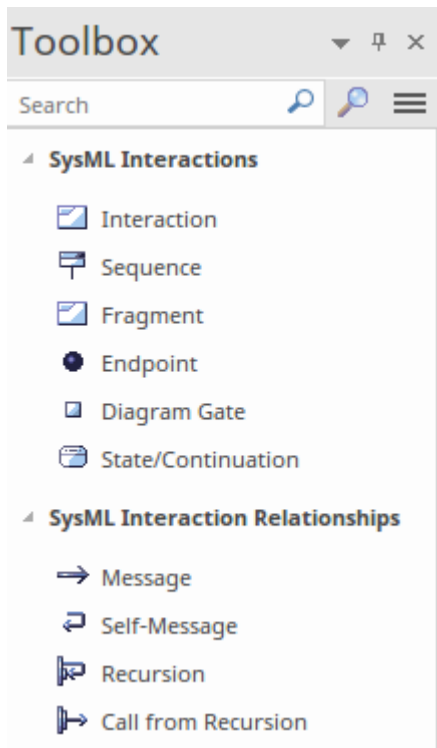 Toolbox
Search
SysML Interactions
Interaction
Sequence
Fragment
Endpoint
Diagram Gate
State/Continuation
SysML Interaction Relationships
Message
Self-Message
Recursion
Call from Recursion